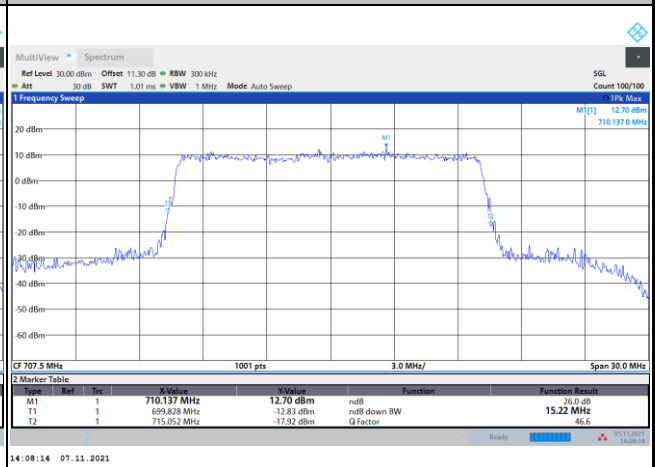 MultiView Spectrum
Ref Level 30.00 dBm Offset 11.30 dB RBW 300 kHz SGL
Att 30 dB SWT 1.01 ms VBW 1 MHz Mode Auto Sweep Count 100/100
1 Frequency Sweep 1Pk Max
M1[1] 12.70 dBm
710.137 0 MHz
M1
20 dBm
10 dBm
0 dBm
T1
-10 dBm
T2
-20 dBm
-30 dBm
-40 dBm
-50 dBm
-60 dBm
CF 707.5 MHz 1001 pts 3.0 MHz/ Span 30.0 MHz
2 Marker Table
Type Ref Trc X-Value Y-Value Function Function Result
M1 1 710.137 MHz 12.70 dBm ndB 26.0 dB
T1 1 699.828 MHz -12.83 dBm ndB down BW 15.22 MHz
T2 1 715.052 MHz -17.92 dBm Q Factor 46.6
Ready 07.11.2021
14:08:14
14:08:14 07.11.2021